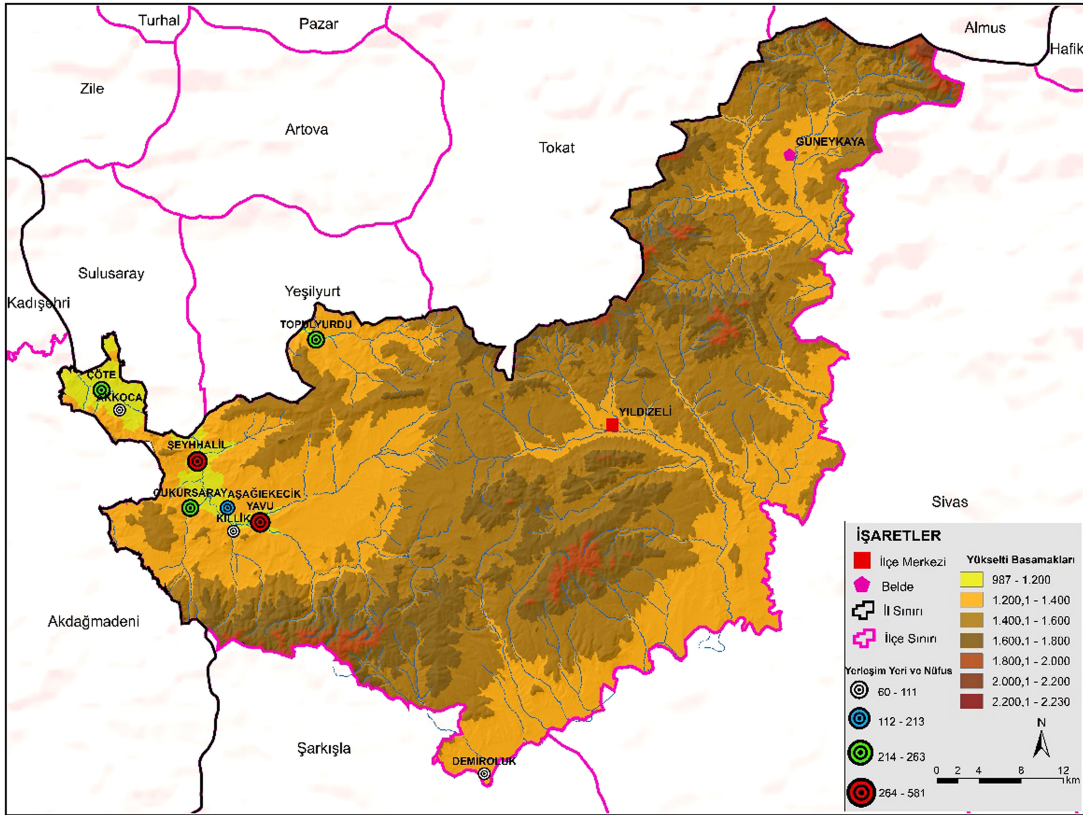 Turhal
Pazar
Almus
Hafik
Zile
Artova
Tokat
GÜNEYKAYA
Sulusaray
Kadışehri
Yeşilyurt
TOPULYURDU
ÇÖTE
AKKOCA
YILDIZELİ
ŞEYHHALİL
ÇUKURSARAY
AŞAĞIEKECİK
YAVU
KILLIK
Sivas
Akdağmadeni
Şarkışla
DEMİROLUK
İŞARETLER
İlçe Merkezi
Belde
İl Sınırı
İlçe Sınırı
Yerleşim Yeri ve Nüfus
60 - 111
112 - 213
214 - 263
264 - 581
Yükselti Basamakları
987 - 1.200
1.200,1 - 1.400
1.400,1 - 1.600
1.600,1 - 1.800
1.800,1 - 2.000
2.000,1 - 2.200
2.200,1 - 2.230
N
0 2 4 8 12
km